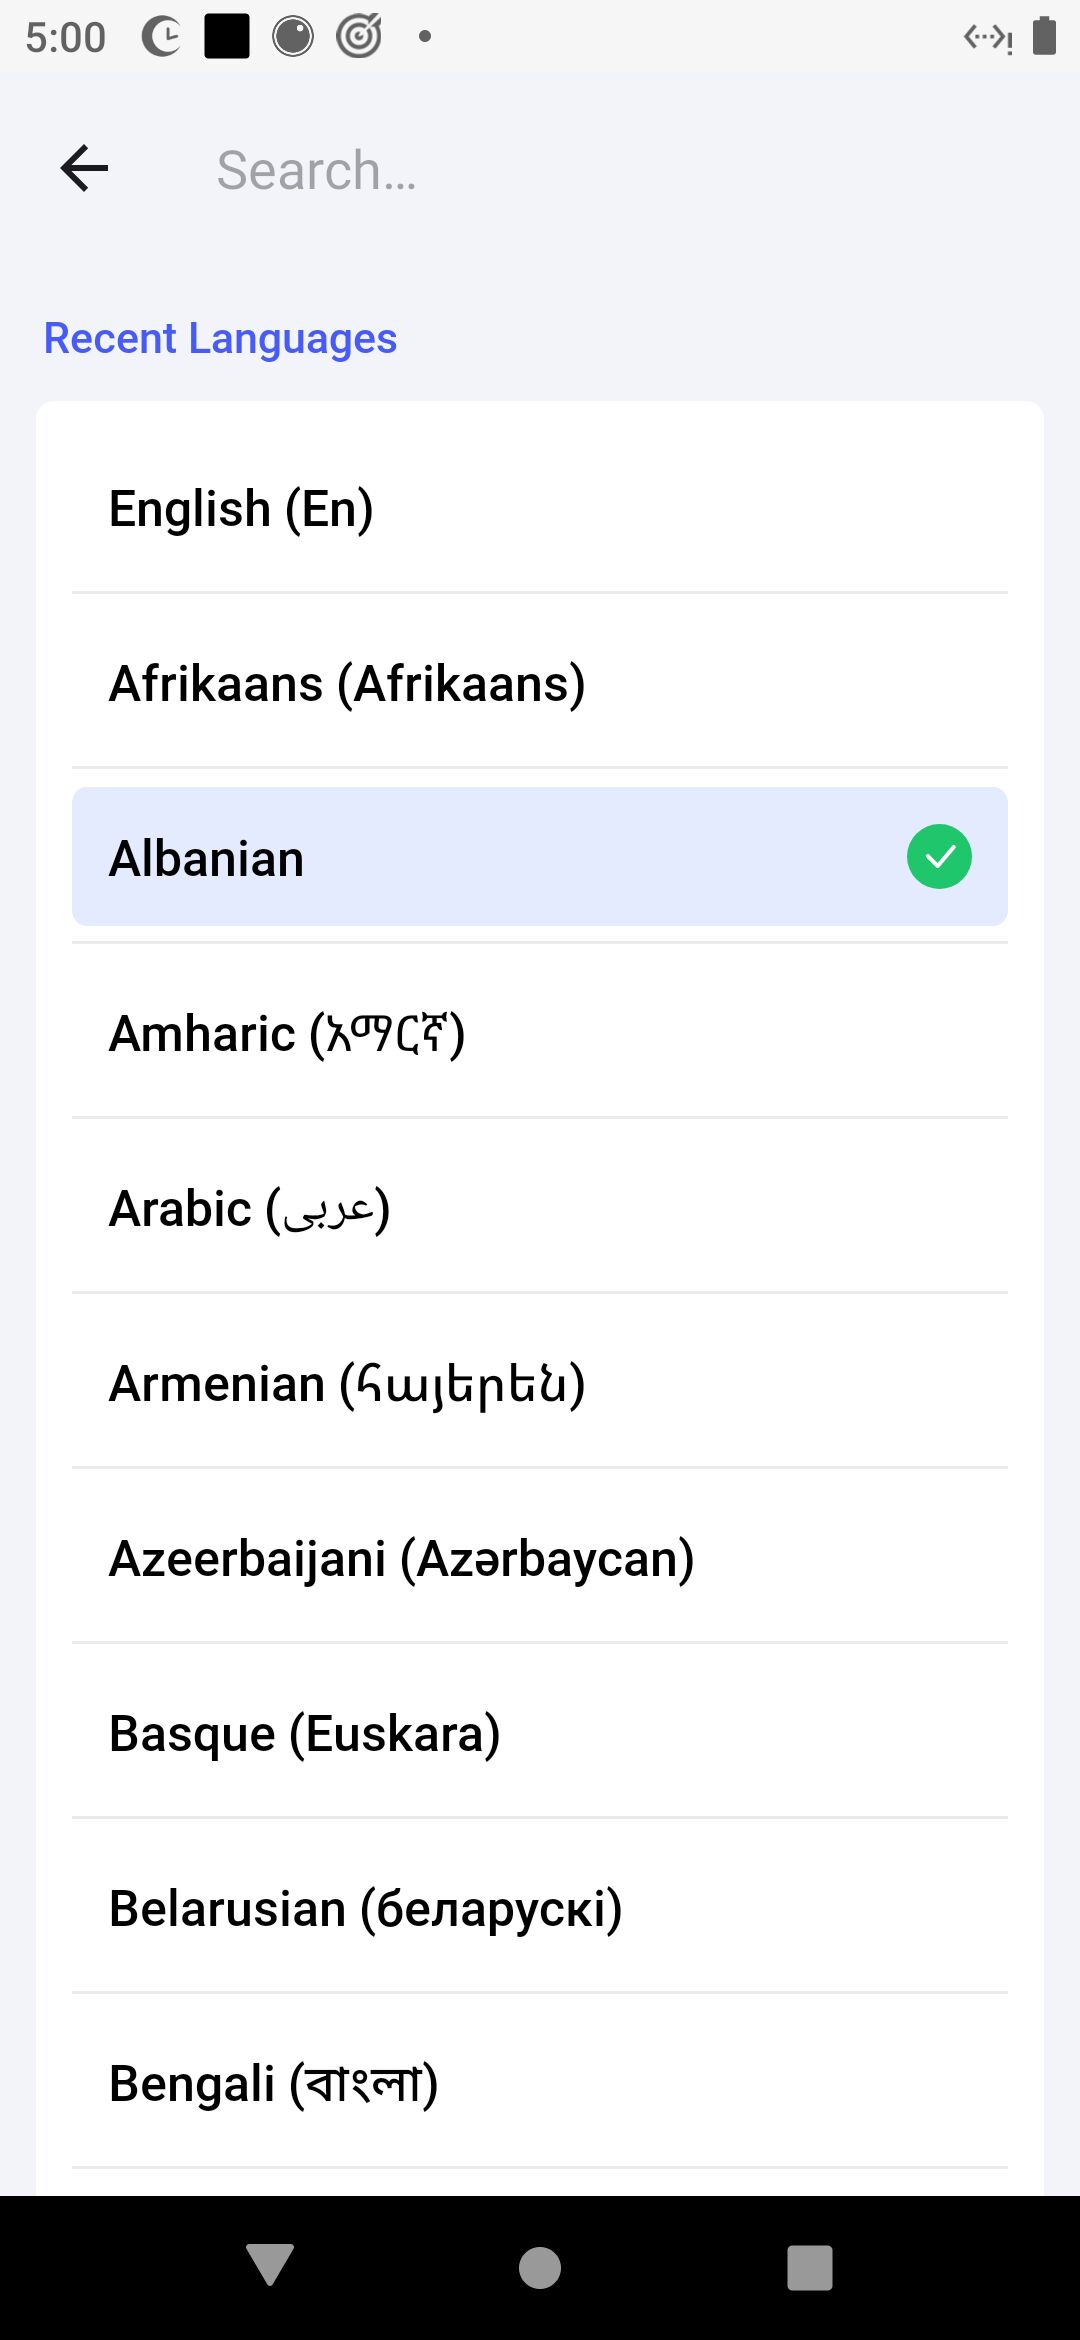 5:00
Search...
Recent Languages
English (En)
Afrikaans (Afrikaans)
Albanian
Amharic (አማርኛ)
Arabic (عربى)
Armenian (հայերեն)
Azeerbaijani (Azərbaycan)
Basque (Euskara)
Belarusian (беларускі)
Bengali (বাংলা)